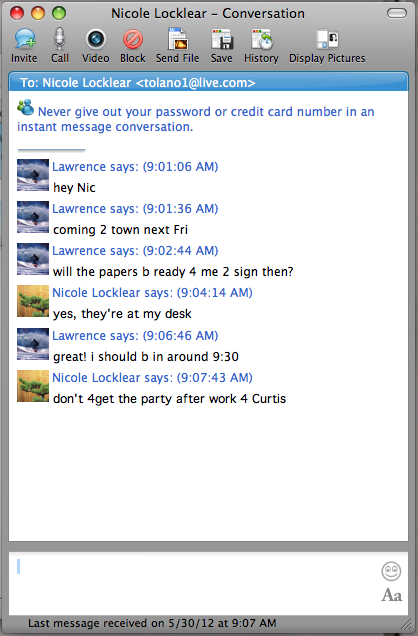 Nicole Locklear – Conversation
Invite Call Video Block Send File Save History Display Pictures
To: Nicole Locklear <tolano1@live.com>
Never give out your password or credit card number in an
instant message conversation.
Lawrence says: (9:01:06 AM)
hey Nic
Lawrence says: (9:01:36 AM)
coming 2 town next Fri
Lawrence says: (9:02:44 AM)
will the papers b ready 4 me 2 sign then?
Nicole Locklear says: (9:04:14 AM)
yes, they're at my desk
Lawrence says: (9:06:46 AM)
great! i should b in around 9:30
Nicole Locklear says: (9:07:43 AM)
don't 4get the party after work 4 Curtis
Aa
Last message received on 5/30/12 at 9:07 AM